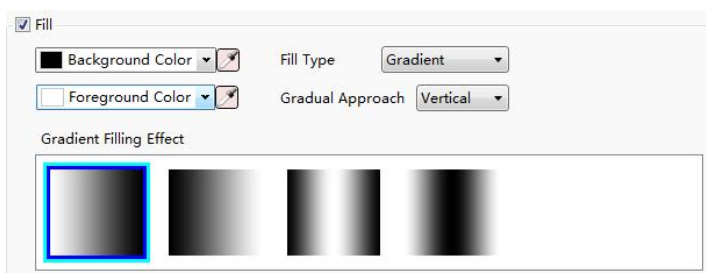 Fill
Background Color Fill Type Gradient
Foreground Color Gradual Approach Vertical
Gradient Filling Effect